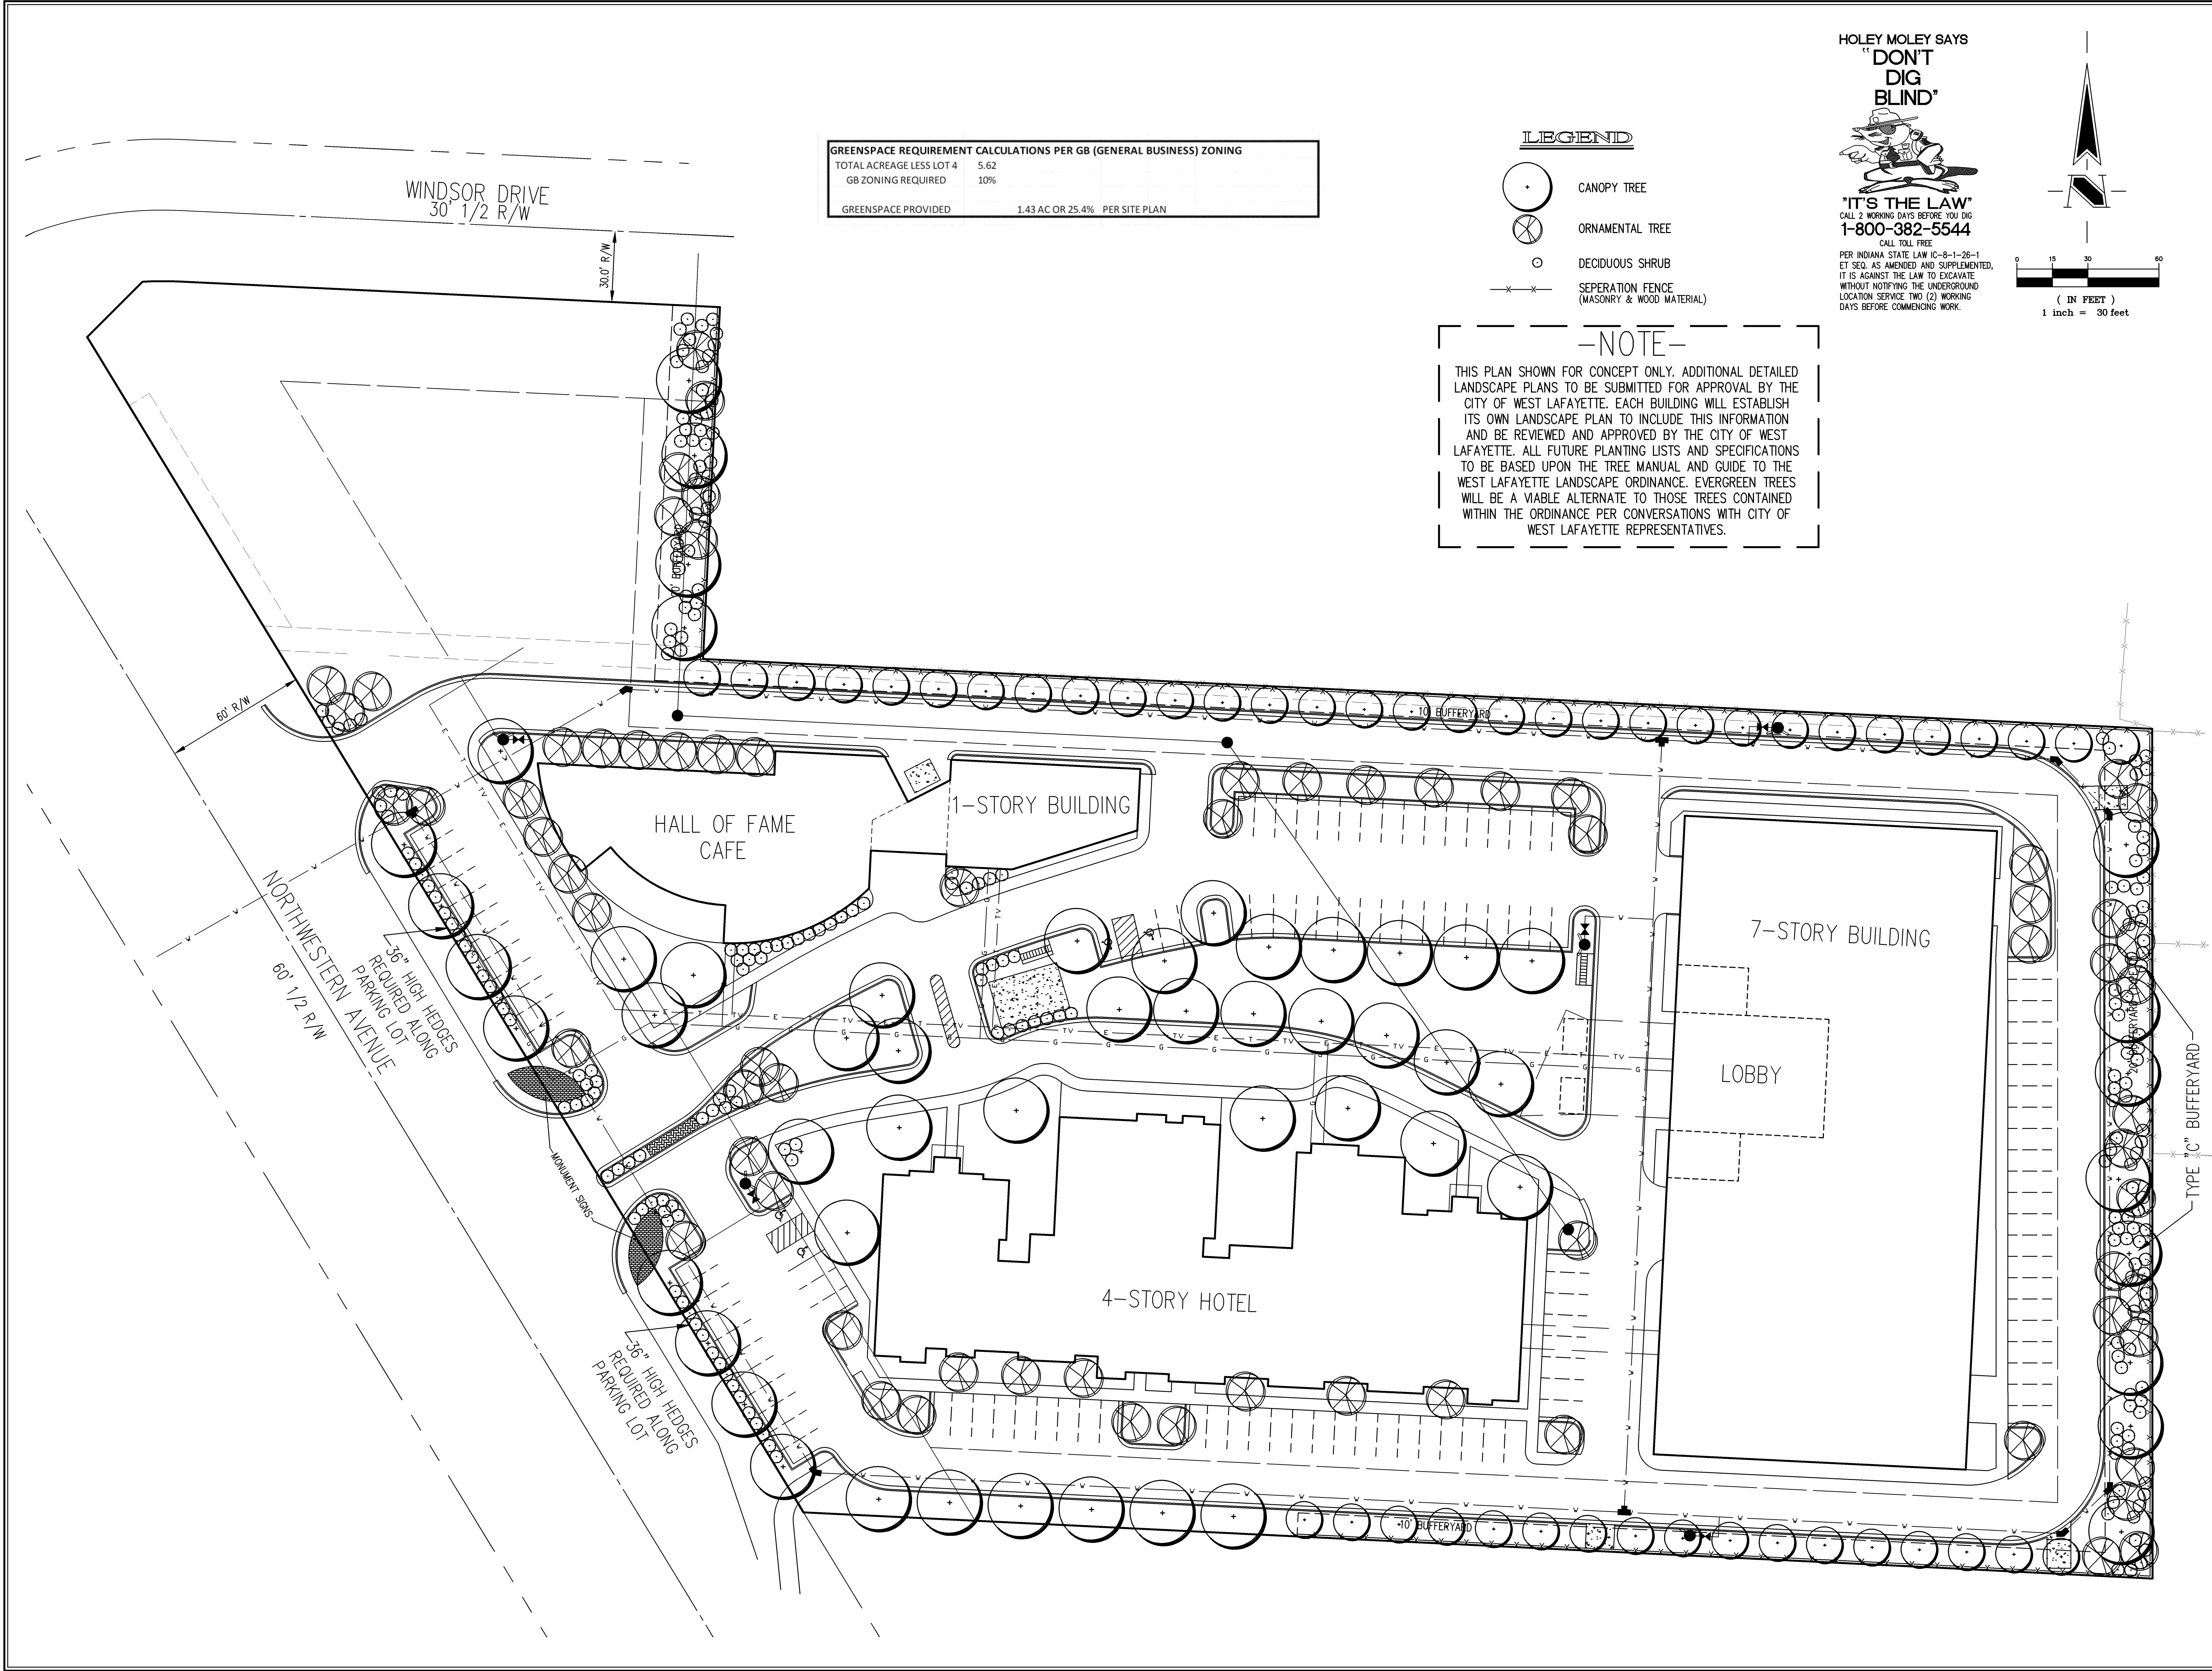 HOLEY MOLEY SAYS
"DON'T
DIG
BLIND"
"IT'S THE LAW"
CALL 2 WORKING DAYS BEFORE YOU DIG
1-800-382-5544
CALL TOLL FREE
PER INDIANA STATE LAW IC-8-1-26-1
ET SEQ. AS AMENDED AND SUPPLEMENTED,
IT IS AGAINST THE LAW TO EXCAVATE
WITHOUT NOTIFYING THE UNDERGROUND
LOCATION SERVICE TWO (2) WORKING
DAYS BEFORE COMMENCING WORK.
N
0 15 30 60
( IN FEET )
1 inch = 30 feet
GREENSPACE REQUIREMENT CALCULATIONS PER GB (GENERAL BUSINESS) ZONING
TOTAL ACREAGE LESS LOT 4 5.62
GB ZONING REQUIRED 10%
GREENSPACE PROVIDED 1.43 AC OR 25.4% PER SITE PLAN
LEGEND
CANOPY TREE
ORNAMENTAL TREE
DECIDUOUS SHRUB
SEPERATION FENCE
(MASONRY & WOOD MATERIAL)
-NOTE-
THIS PLAN SHOWN FOR CONCEPT ONLY. ADDITIONAL DETAILED
LANDSCAPE PLANS TO BE SUBMITTED FOR APPROVAL BY THE
CITY OF WEST LAFAYETTE. EACH BUILDING WILL ESTABLISH
ITS OWN LANDSCAPE PLAN TO INCLUDE THIS INFORMATION
AND BE REVIEWED AND APPROVED BY THE CITY OF WEST
LAFAYETTE. ALL FUTURE PLANTING LISTS AND SPECIFICATIONS
TO BE BASED UPON THE TREE MANUAL AND GUIDE TO THE
WEST LAFAYETTE LANDSCAPE ORDINANCE. EVERGREEN TREES
WILL BE A VIABLE ALTERNATE TO THOSE TREES CONTAINED
WITHIN THE ORDINANCE PER CONVERSATIONS WITH CITY OF
WEST LAFAYETTE REPRESENTATIVES.
WINDSOR DRIVE
30' 1/2 R/W
30.0' R/W
60' R/W
10' BUFFERYARD
HALL OF FAME
CAFE
1-STORY BUILDING
7-STORY BUILDING
LOBBY
4-STORY HOTEL
NORTHWESTERN AVENUE
60' 1/2 R/W
36" HIGH HEDGES
REQUIRED ALONG
PARKING LOT
MONUMENT SIGNS
36" HIGH HEDGES
REQUIRED ALONG
PARKING LOT
TYPE "C" BUFFERYARD
10' BUFFERYARD